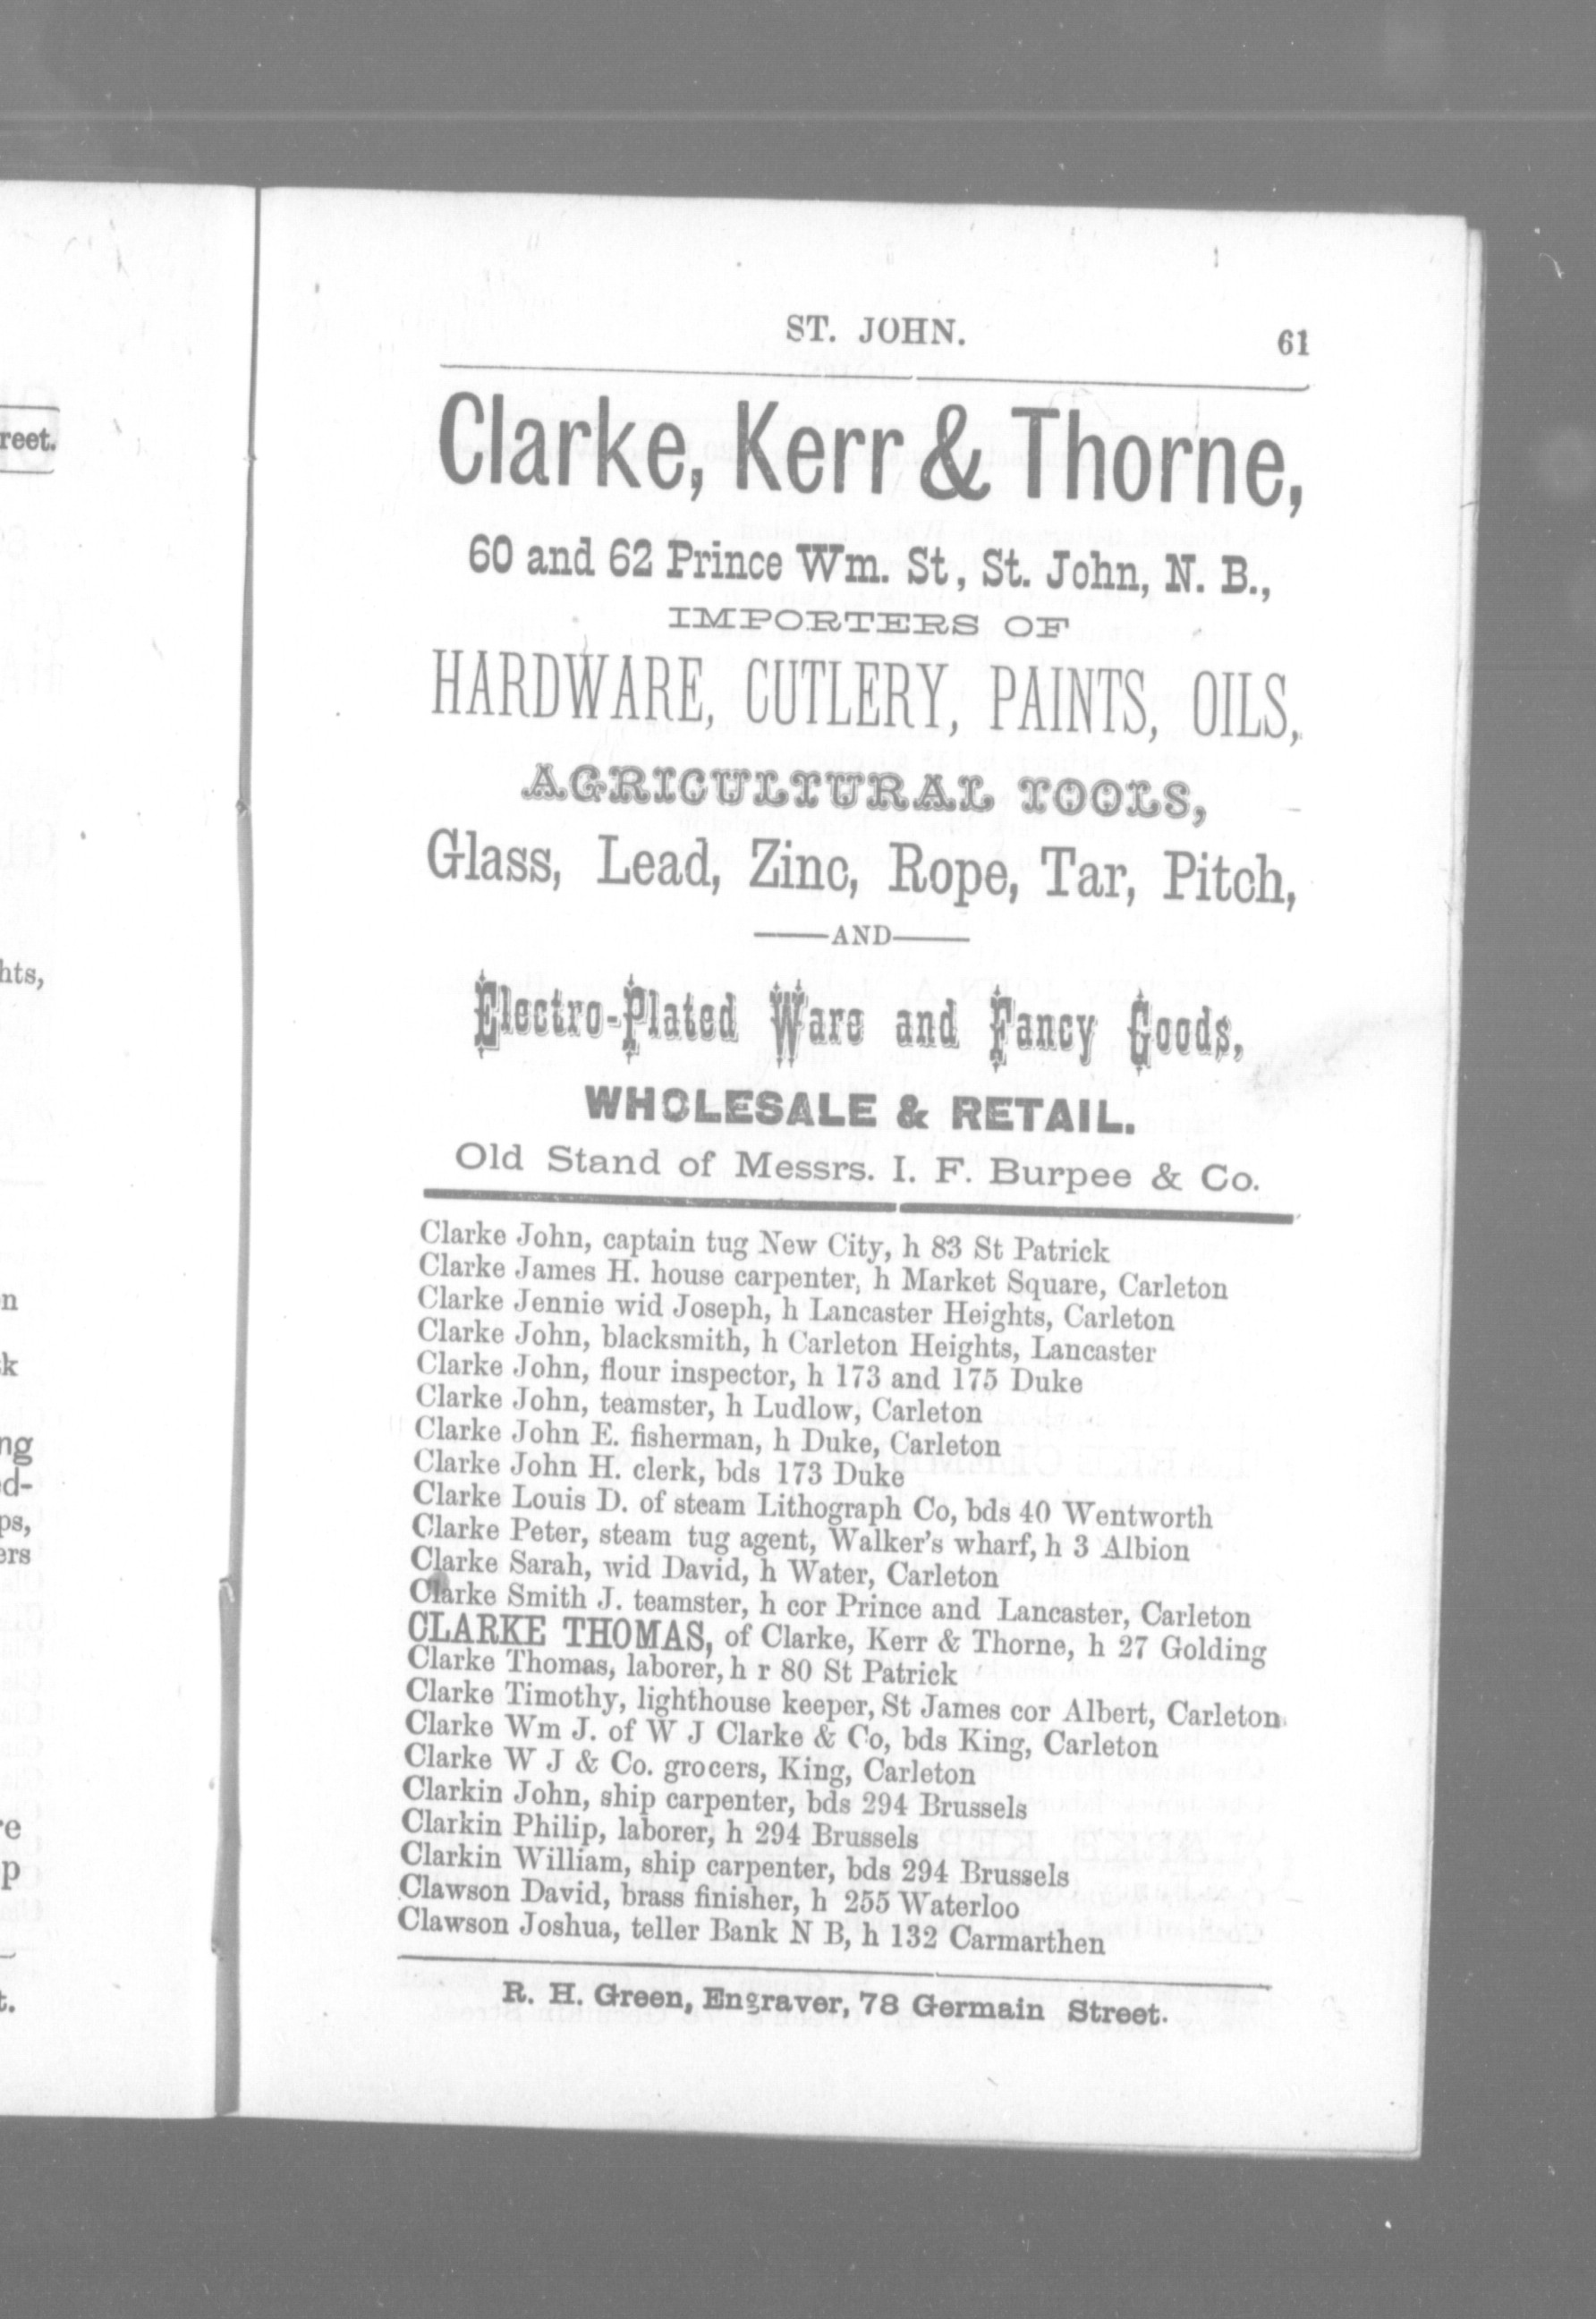 ST. JOHN. 61
Clarke, Kerr & Thorne,
60 and 62 Prince Wm. St, St. John, N. B.,
IMPORTERS OF
HARDWARE, CUTLERY, PAINTS, OILS,
AGRICULTURAL TOOLS,
Glass, Lead, Zinc, Rope, Tar, Pitch,
——AND——
Electro-Plated Ware and Fancy Goods,
WHOLESALE & RETAIL.
Old Stand of Messrs. I. F. Burpee & Co.
Clarke John, captain tug New City, h 83 St Patrick
Clarke James H. house carpenter, h Market Square, Carleton
Clarke Jennie wid Joseph, h Lancaster Heights, Carleton
Clarke John, blacksmith, h Carleton Heights, Lancaster
Clarke John, flour inspector, h 173 and 175 Duke
Clarke John, teamster, h Ludlow, Carleton
Clarke John E. fisherman, h Duke, Carleton
Clarke John H. clerk, bds 173 Duke
Clarke Louis D. of steam Lithograph Co, bds 40 Wentworth
Clarke Peter, steam tug agent, Walker's wharf, h 3 Albion
Clarke Sarah, wid David, h Water, Carleton
Clarke Smith J. teamster, h cor Prince and Lancaster, Carleton
CLARKE THOMAS, of Clarke, Kerr & Thorne, h 27 Golding
Clarke Thomas, laborer, h r 80 St Patrick
Clarke Timothy, lighthouse keeper, St James cor Albert, Carleton
Clarke Wm J. of W J Clarke & Co, bds King, Carleton
Clarke W J & Co. grocers, King, Carleton
Clarkin John, ship carpenter, bds 294 Brussels
Clarkin Philip, laborer, h 294 Brussels
Clarkin William, ship carpenter, bds 294 Brussels
Clawson David, brass finisher, h 255 Waterloo
Clawson Joshua, teller Bank N B, h 132 Carmarthen
R. H. Green, Engraver, 78 Germain Street.